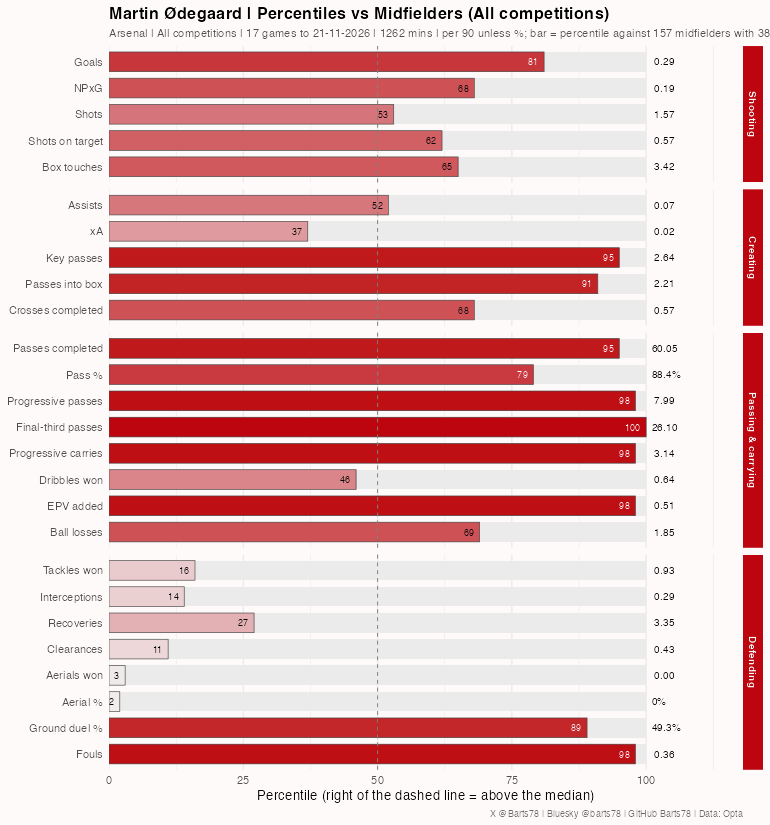 Martin Ødegaard | Percentiles vs Midfielders (All competitions)
Arsenal | All competitions | 17 games to 21-11-2026 | 1262 mins | per 90 unless %; bar = percentile against 157 midfielders with 38
Goals 81 0.29
NPxG 68 0.19
Shots 53 1.57
Shots on target 62 0.57
Box touches 65 3.42
Shooting
Assists 52 0.07
xA 37 0.02
Key passes 95 2.64
Passes into box 91 2.21
Crosses completed 68 0.57
Creating
Passes completed 95 60.05
Pass % 79 88.4%
Progressive passes 98 7.99
Final-third passes 100 26.10
Progressive carries 98 3.14
Dribbles won 46 0.64
EPV added 98 0.51
Ball losses 69 1.85
Passing & carrying
Tackles won 16 0.93
Interceptions 14 0.29
Recoveries 27 3.35
Clearances 11 0.43
Aerials won 3 0.00
Aerial % 2 0%
Ground duel % 89 49.3%
Fouls 98 0.36
Defending
0 25 50 75 100
Percentile (right of the dashed line = above the median)
X @Barts78 | Bluesky @barts78 | GitHub Barts78 | Data: Opta